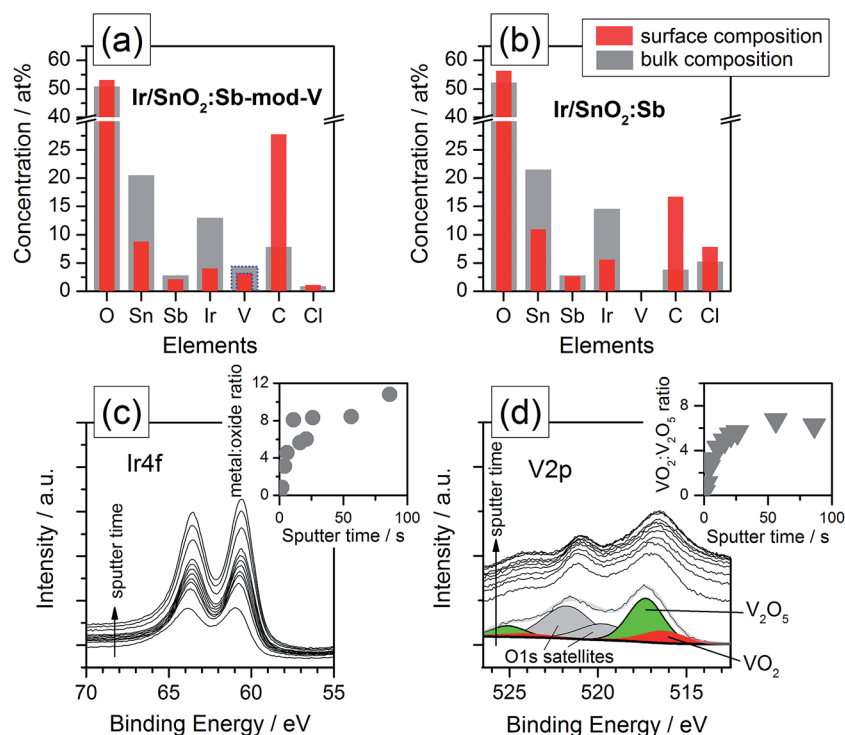 (a)
(b)
surface composition
bulk composition
Concentration / at%
60
50
40
25
20
15
10
5
0
Ir/SnO₂:Sb-mod-V
O Sn Sb Ir V C Cl
Elements
Concentration / at%
60
50
40
25
20
15
10
5
0
Ir/SnO₂:Sb
O Sn Sb Ir V C Cl
Elements
(c)
Ir4f
Intensity / a.u.
sputter time
metal:oxide ratio
12
8
4
0
0 50 100
Sputter time / s
70 65 60 55
Binding Energy / eV
(d)
V2p
Intensity / a.u.
sputter time
VO₂:V₂O₅ ratio
10
8
6
4
2
0
0 50 100
Sputter time / s
V₂O₅
O1s satellites
VO₂
525 520 515
Binding Energy / eV